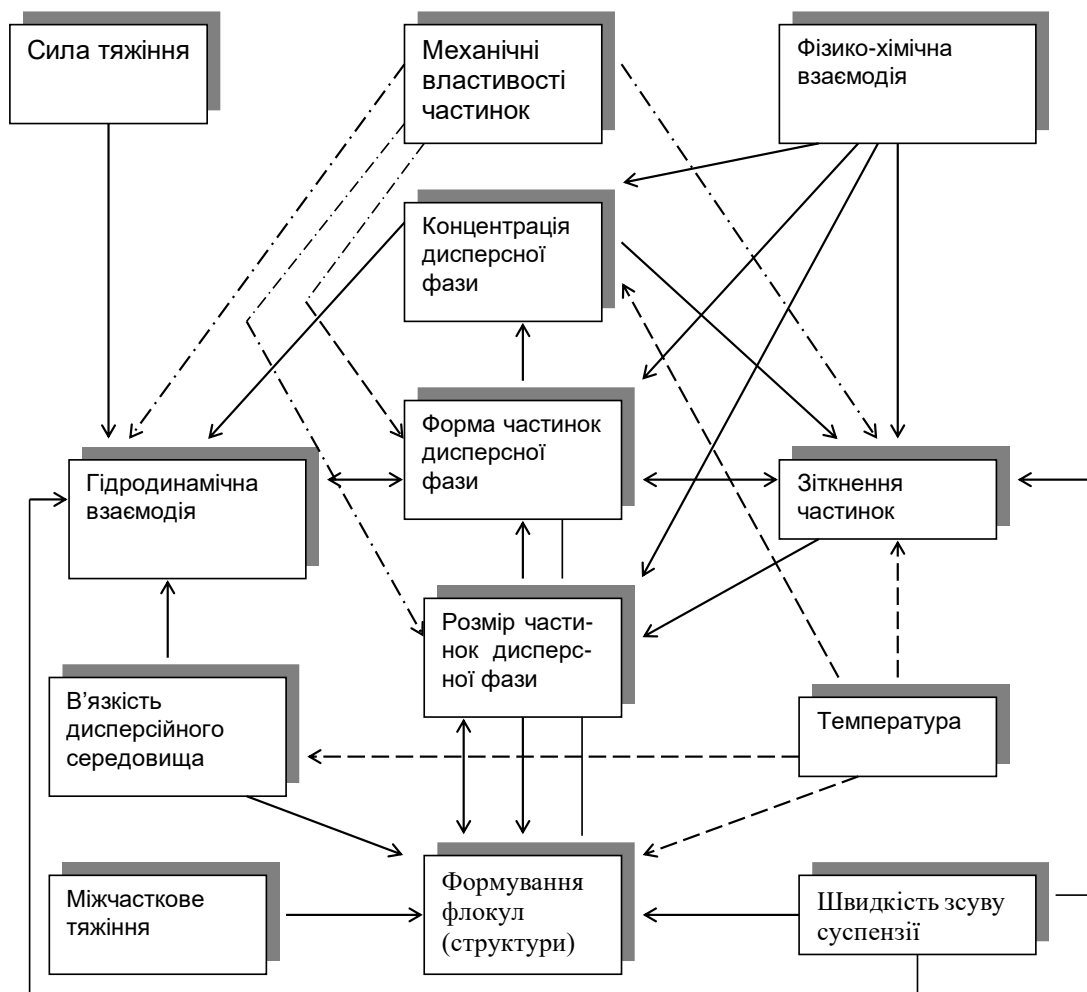 Сила тяжіння
Механічні
властивості
частинок
Фізико-хімічна
взаємодія
Концентрація
дисперсної
фази
Форма частинок
дисперсної
фази
Гідродинамічна
взаємодія
Зіткнення
частинок
Розмір части-
нок дисперс-
ної фази
В’язкість
дисперсійного
середовища
Температура
Міжчасткове
тяжіння
Формування
флокул
(структури)
Швидкість зсуву
суспензії